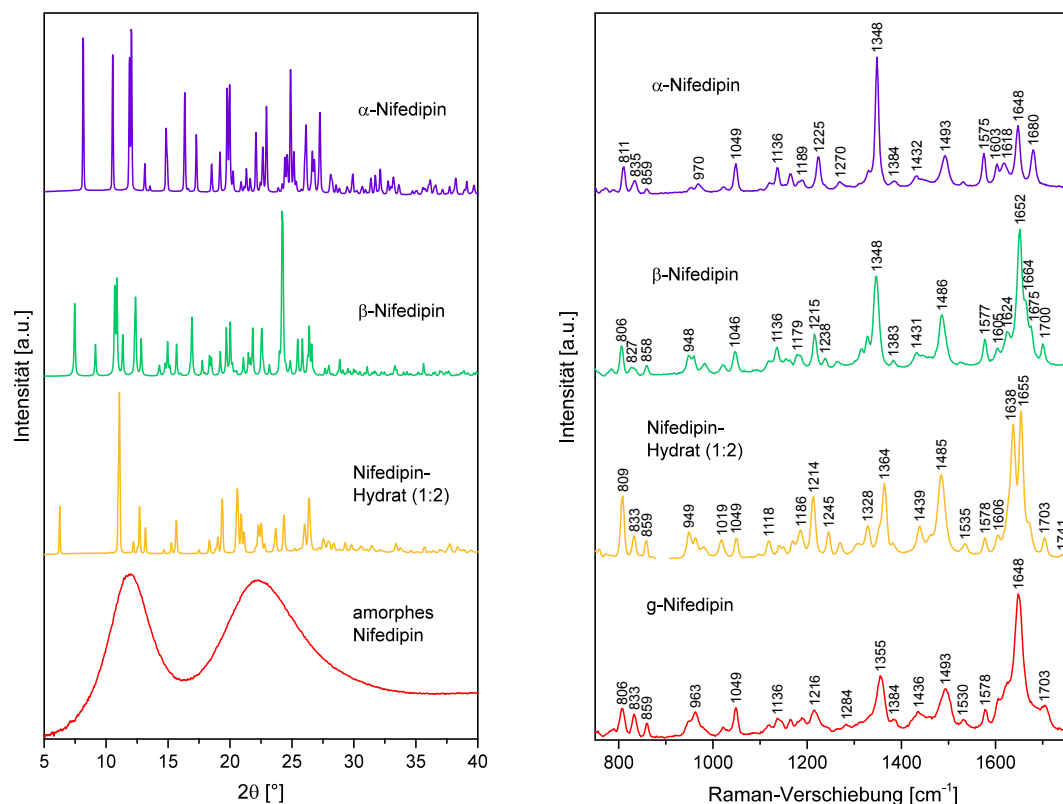 Intensität [a.u.]
α-Nifedipin
β-Nifedipin
Nifedipin-
Hydrat (1:2)
amorphes
Nifedipin
5 10 15 20 25 30 35 40
2θ [°]
Intensität [a.u.]
α-Nifedipin
811 835 859 970 1049 1136 1189 1225 1270 1348 1384 1432 1493 1575 1603 1618 1648 1680
β-Nifedipin
806 827 858 948 1046 1136 1179 1215 1238 1348 1383 1431 1486 1577 1605 1624 1652 1664 1675 1700
Nifedipin-
Hydrat (1:2)
809 833 859 949 1019 1049 1118 1186 1214 1245 1328 1364 1439 1485 1535 1578 1606 1638 1655 1703 1741
g-Nifedipin
806 833 859 963 1049 1136 1216 1284 1355 1384 1436 1493 1530 1578 1648 1703
800 1000 1200 1400 1600
Raman-Verschiebung [cm⁻¹]